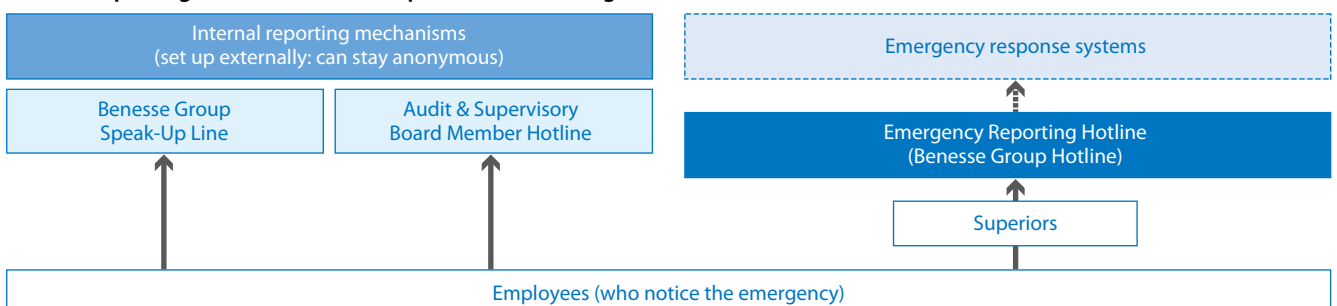 Internal reporting mechanisms
(set up externally: can stay anonymous)
Benesse Group
Speak-Up Line
Audit & Supervisory
Board Member Hotline
Emergency response systems
Emergency Reporting Hotline
(Benesse Group Hotline)
Superiors
Employees (who notice the emergency)